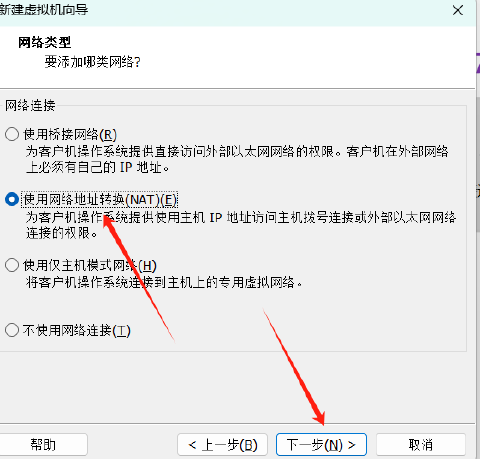 新建虚拟机向导
网络类型
要添加哪类网络?
网络连接
使用桥接网络(R)
为客户机操作系统提供直接访问外部以太网网络的权限。客户机在外部网络
上必须有自己的 IP 地址。
使用网络地址转换(NAT)(E)
为客户机操作系统提供使用主机 IP 地址访问主机拨号连接或外部以太网网络
连接的权限。
使用仅主机模式网络(H)
将客户机操作系统连接到主机上的专用虚拟网络。
不使用网络连接(T)
帮助
< 上一步(B)
下一步(N) >
取消